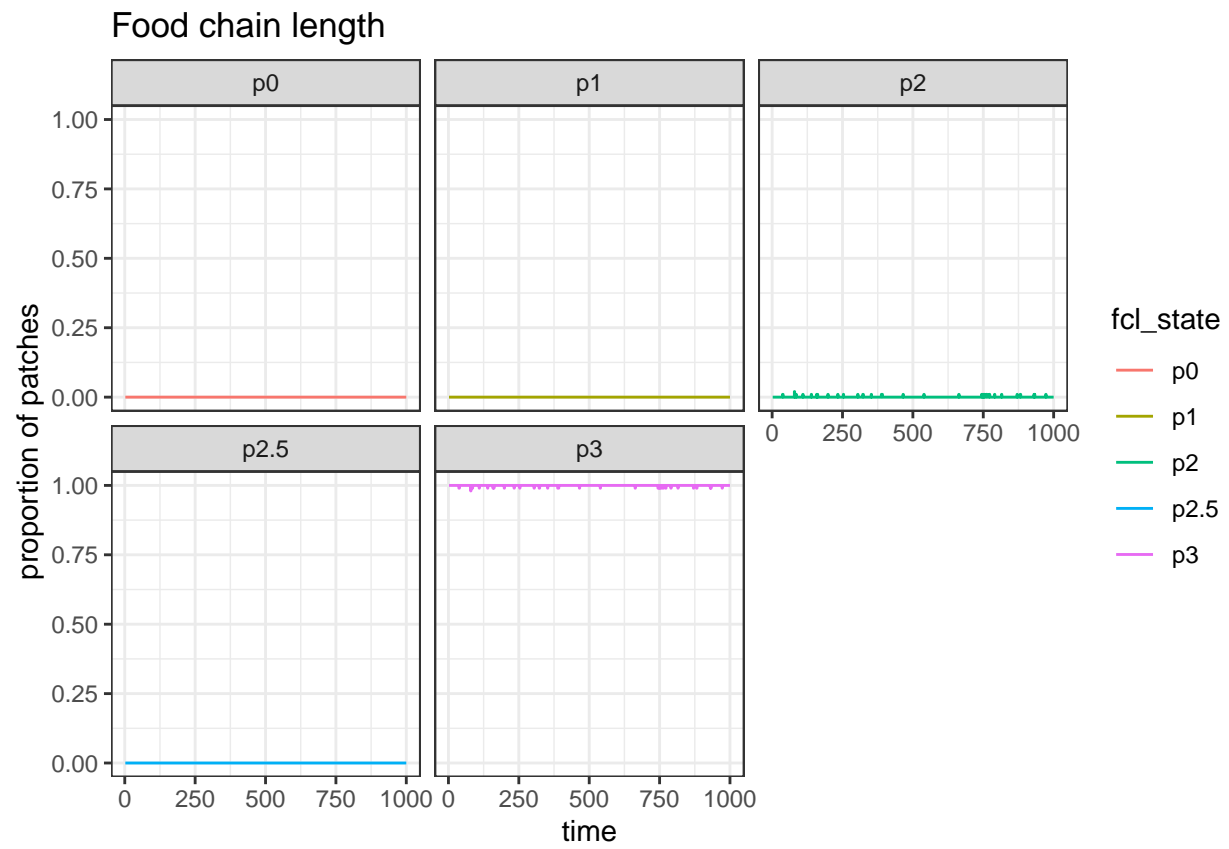 Food chain length
p0 p1 p2
1.00
0.75
0.50
0.25
0.00
0 250 500 750 1000
p2.5 p3
1.00
0.75
0.50
0.25
0.00
0 250 500 750 1000 0 250 500 750 1000
time
proportion of patches
fcl_state
p0
p1
p2
p2.5
p3